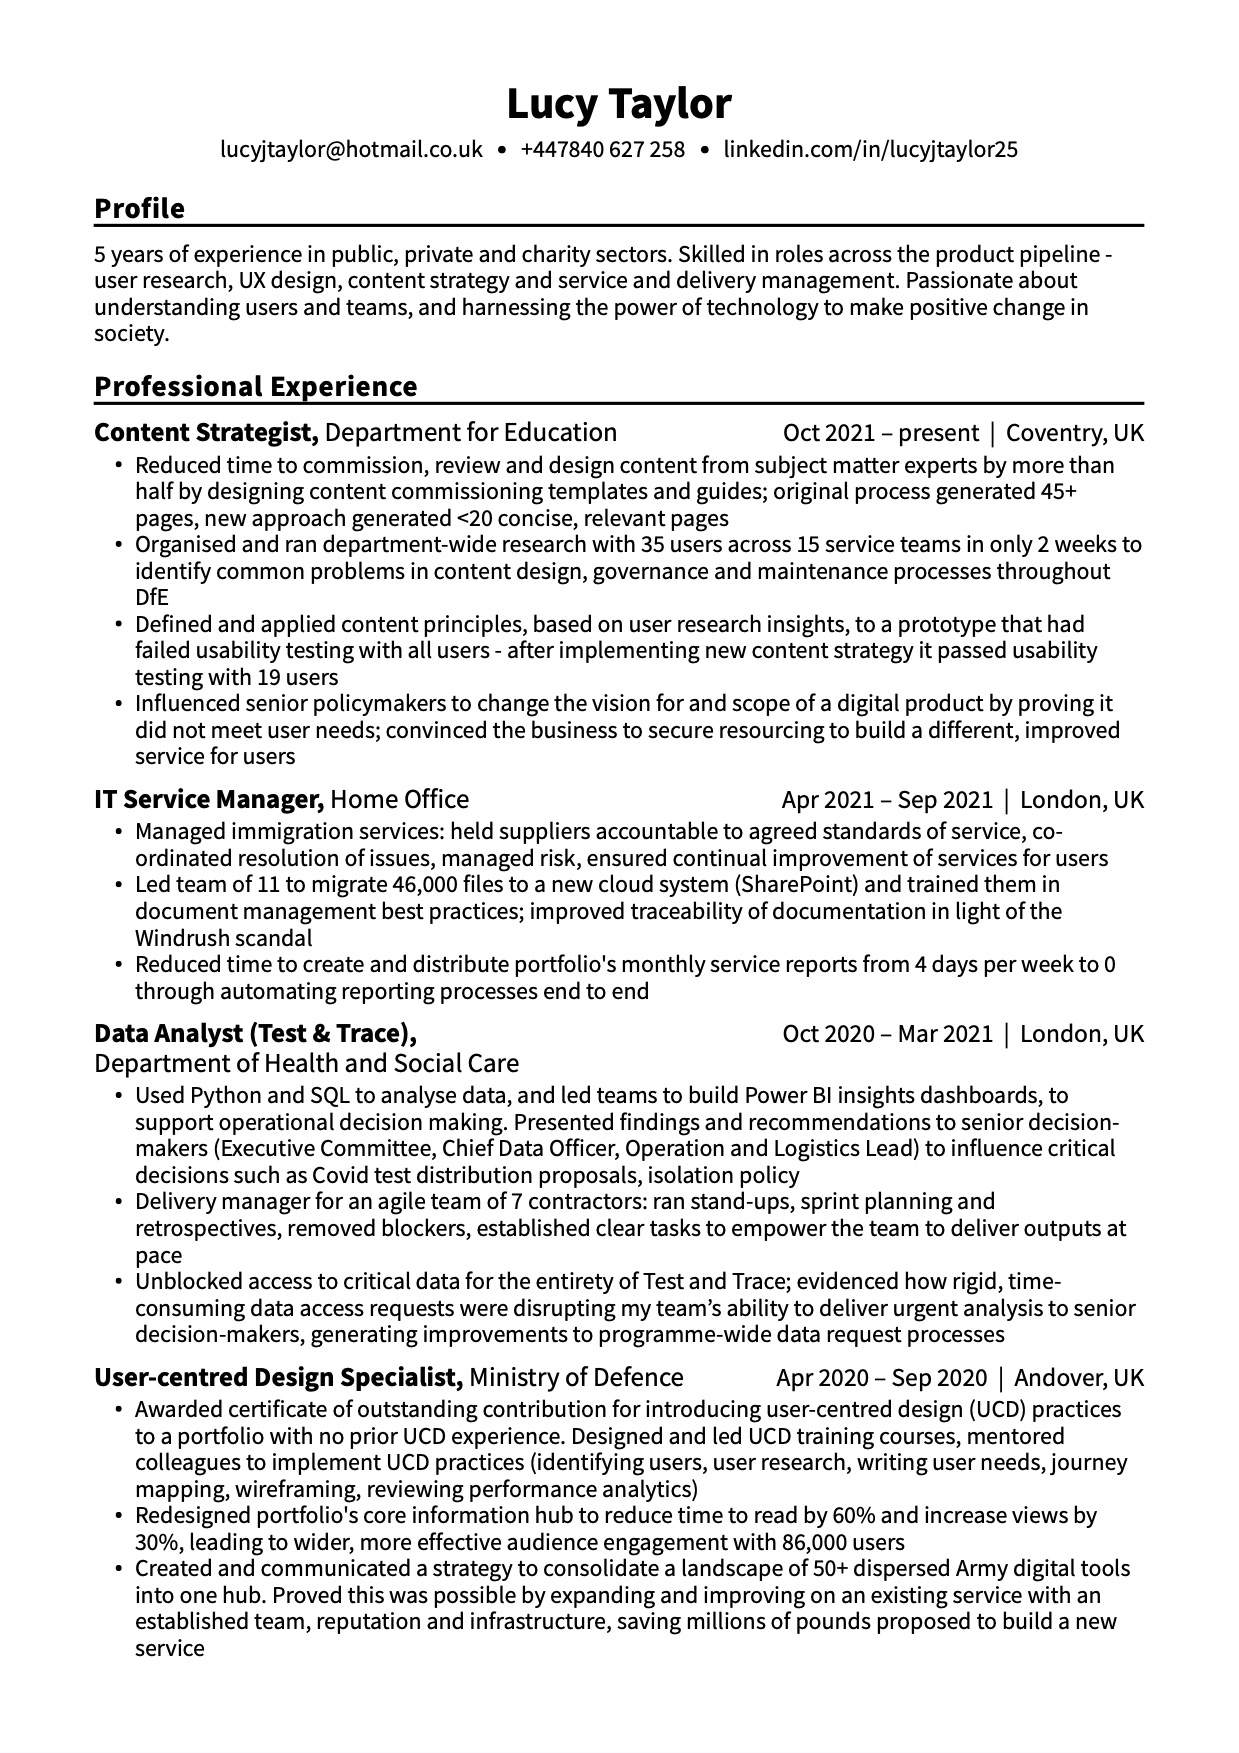 Lucy Taylor
lucyjtaylor@hotmail.co.uk • +447840 627 258 • linkedin.com/in/lucyjtaylor25
Profile
5 years of experience in public, private and charity sectors. Skilled in roles across the product pipeline -
user research, UX design, content strategy and service and delivery management. Passionate about
understanding users and teams, and harnessing the power of technology to make positive change in
society.
Professional Experience
Content Strategist, Department for Education Oct 2021 – present | Coventry, UK
• Reduced time to commission, review and design content from subject matter experts by more than
half by designing content commissioning templates and guides; original process generated 45+
pages, new approach generated <20 concise, relevant pages
• Organised and ran department-wide research with 35 users across 15 service teams in only 2 weeks to
identify common problems in content design, governance and maintenance processes throughout
DfE
• Defined and applied content principles, based on user research insights, to a prototype that had
failed usability testing with all users - after implementing new content strategy it passed usability
testing with 19 users
• Influenced senior policymakers to change the vision for and scope of a digital product by proving it
did not meet user needs; convinced the business to secure resourcing to build a different, improved
service for users
IT Service Manager, Home Office Apr 2021 – Sep 2021 | London, UK
• Managed immigration services: held suppliers accountable to agreed standards of service, co-
ordinated resolution of issues, managed risk, ensured continual improvement of services for users
• Led team of 11 to migrate 46,000 files to a new cloud system (SharePoint) and trained them in
document management best practices; improved traceability of documentation in light of the
Windrush scandal
• Reduced time to create and distribute portfolio's monthly service reports from 4 days per week to 0
through automating reporting processes end to end
Data Analyst (Test & Trace), Oct 2020 – Mar 2021 | London, UK
Department of Health and Social Care
• Used Python and SQL to analyse data, and led teams to build Power BI insights dashboards, to
support operational decision making. Presented findings and recommendations to senior decision-
makers (Executive Committee, Chief Data Officer, Operation and Logistics Lead) to influence critical
decisions such as Covid test distribution proposals, isolation policy
• Delivery manager for an agile team of 7 contractors: ran stand-ups, sprint planning and
retrospectives, removed blockers, established clear tasks to empower the team to deliver outputs at
pace
• Unblocked access to critical data for the entirety of Test and Trace; evidenced how rigid, time-
consuming data access requests were disrupting my team’s ability to deliver urgent analysis to senior
decision-makers, generating improvements to programme-wide data request processes
User-centred Design Specialist, Ministry of Defence Apr 2020 – Sep 2020 | Andover, UK
• Awarded certificate of outstanding contribution for introducing user-centred design (UCD) practices
to a portfolio with no prior UCD experience. Designed and led UCD training courses, mentored
colleagues to implement UCD practices (identifying users, user research, writing user needs, journey
mapping, wireframing, reviewing performance analytics)
• Redesigned portfolio's core information hub to reduce time to read by 60% and increase views by
30%, leading to wider, more effective audience engagement with 86,000 users
• Created and communicated a strategy to consolidate a landscape of 50+ dispersed Army digital tools
into one hub. Proved this was possible by expanding and improving on an existing service with an
established team, reputation and infrastructure, saving millions of pounds proposed to build a new
service